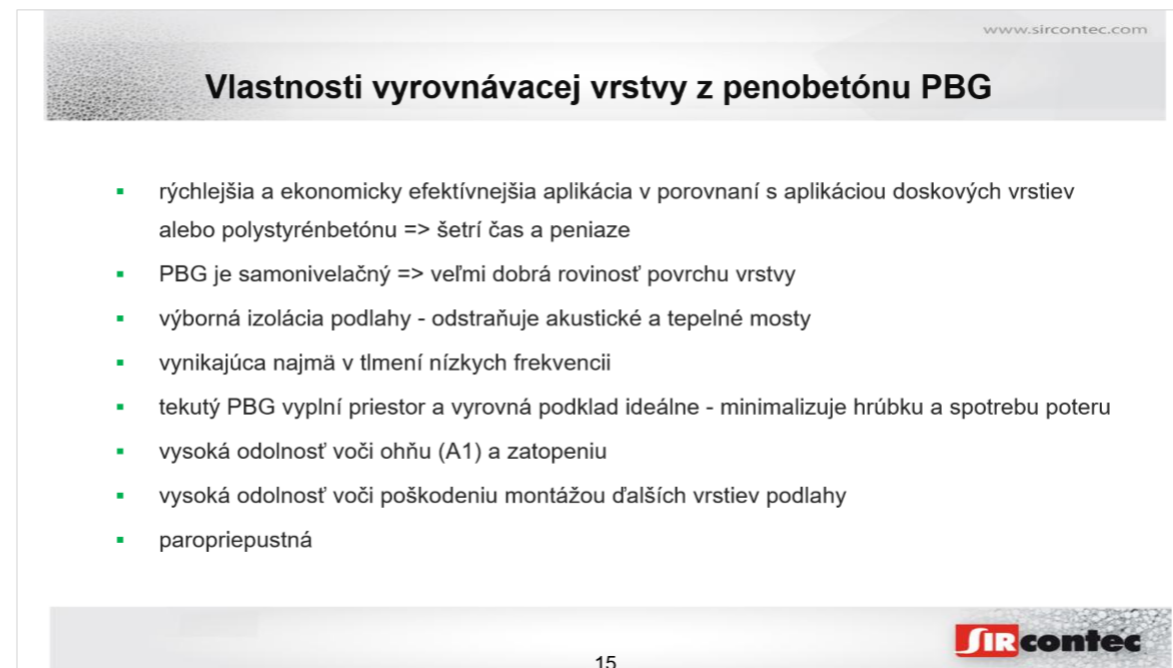 www.sircontec.com
Vlastnosti vyrovnávacej vrstvy z penobetónu PBG
▪ rýchlejšia a ekonomicky efektívnejšia aplikácia v porovnaní s aplikáciou doskových vrstiev
alebo polystyrénbetónu => šetrí čas a peniaze
▪ PBG je samonivelačný => veľmi dobrá rovinosť povrchu vrstvy
▪ výborná izolácia podlahy - odstraňuje akustické a tepelné mosty
▪ vynikajúca najmä v tlmení nízkych frekvencii
▪ tekutý PBG vyplní priestor a vyrovná podklad ideálne - minimalizuje hrúbku a spotrebu poteru
▪ vysoká odolnosť voči ohňu (A1) a zatopeniu
▪ vysoká odolnosť voči poškodeniu montážou ďalších vrstiev podlahy
▪ paropriepustná
SIRcontec
15